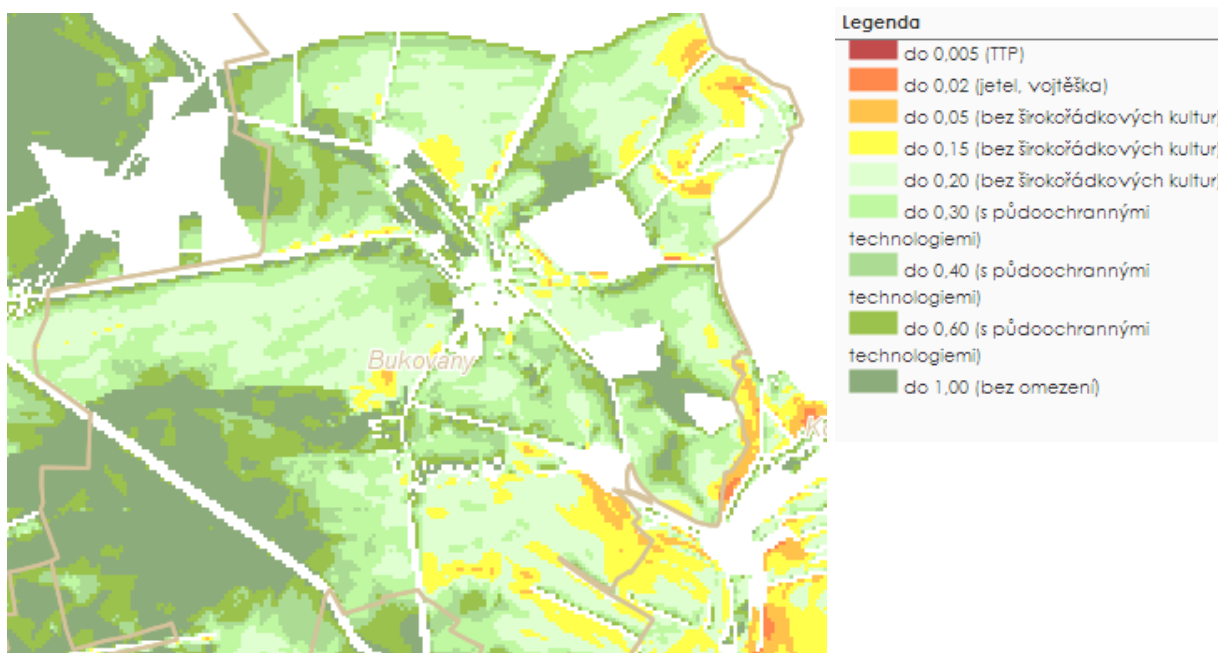 Legenda
do 0,005 (TTP)
do 0,02 (jetel, vojtěška)
do 0,05 (bez širokořádkových kultur)
do 0,15 (bez širokořádkových kultur)
do 0,20 (bez širokořádkových kultur)
do 0,30 (s půdoochrannými
technologiemi)
do 0,40 (s půdoochrannými
technologiemi)
do 0,60 (s půdoochrannými
technologiemi)
do 1,00 (bez omezení)
Bukovany